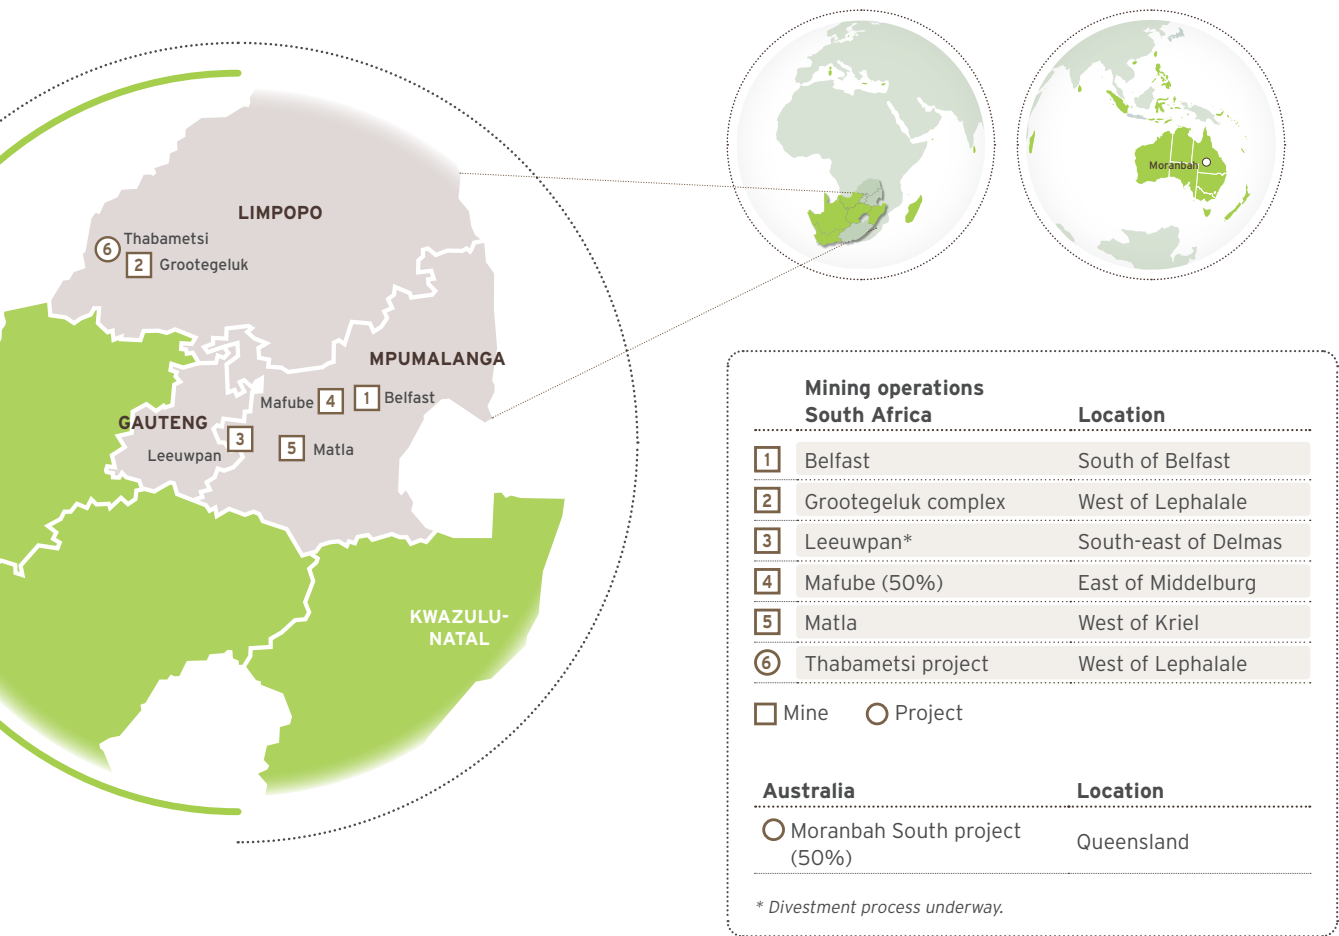 LIMPOPO
6 Thabametsi
2 Grootegeluk
MPUMALANGA
Mafube 4
1 Belfast
GAUTENG
3
Leeuwpan
5 Matla
KWAZULU-
NATAL
Moranbah
Mining operations
South Africa Location
1 Belfast South of Belfast
2 Grootegeluk complex West of Lephalale
3 Leeuwpan* South-east of Delmas
4 Mafube (50%) East of Middelburg
5 Matla West of Kriel
6 Thabametsi project West of Lephalale
Mine Project
Australia Location
Moranbah South project
(50%)
Queensland
* Divestment process underway.